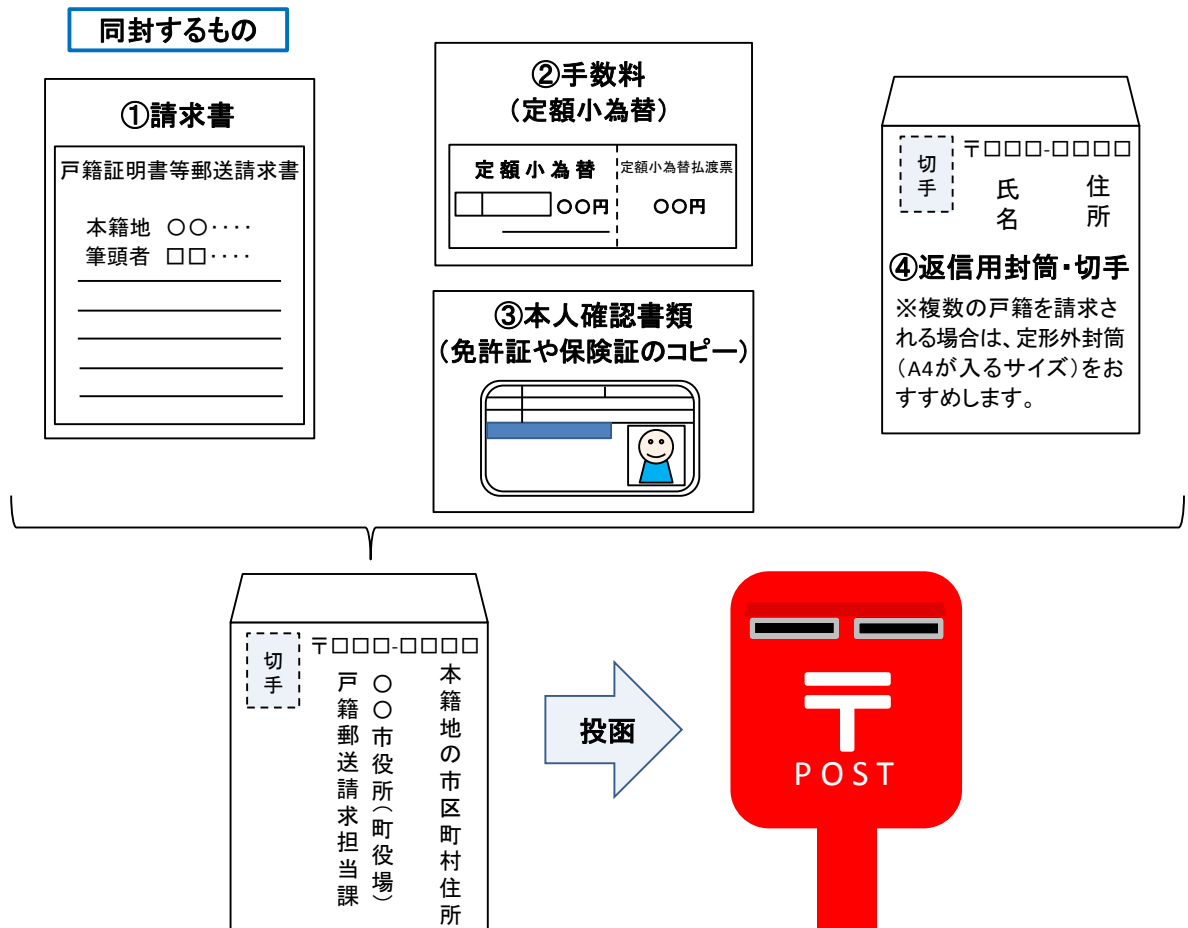 同封するもの
①請求書
戸籍証明書等郵送請求書
本籍地 〇〇‥‥
筆頭者 □□‥‥
②手数料
（定額小為替）
定額小為替
〇〇円
定額小為替払渡票
〇〇円
③本人確認書類
（免許証や保険証のコピー）
切手
〒□□□-□□□□
住所
氏名
④返信用封筒・切手
※複数の戸籍を請求さ
れる場合は、定形外封筒
（A4が入るサイズ）をお
すすめします。
切手
〒□□□-□□□□
本籍地の市区町村住所
〇〇市役所（町役場）
戸籍郵送請求担当課
投函
POST